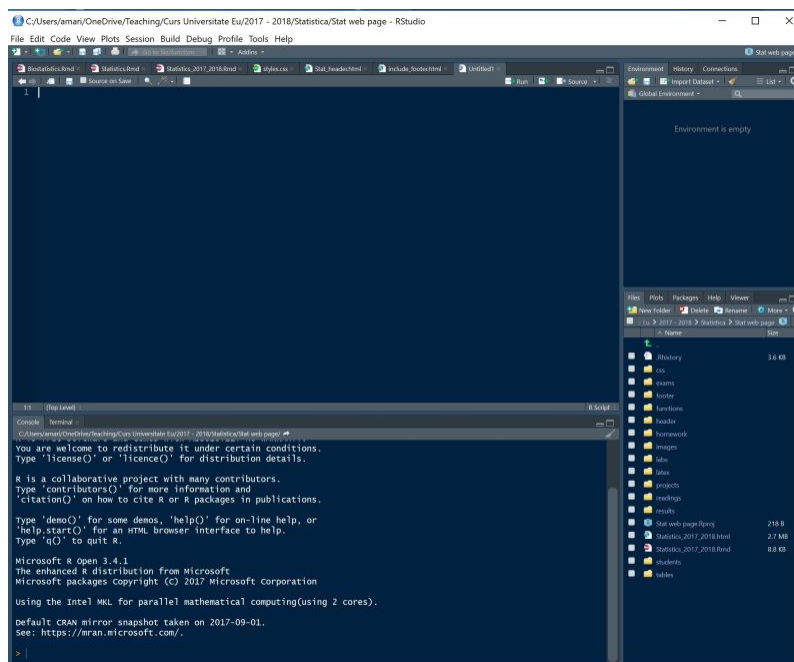 C:/Users/amari/OneDrive/Teaching/Curs Universitate Eu/2017 - 2018/Statistica/Stat web page - RStudio
File Edit Code View Plots Session Build Debug Profile Tools Help
Go to file/function Addins Stat web page
Biostatistics.Rmd Statistics.Rmd Statistics_2017_2018.Rmd styles.css Stat_header.html include_footer.html Untitled1
Source on Save Run Source
1
1:1 (Top Level) R Script
Console Terminal
C:/Users/amari/OneDrive/Teaching/Curs Universitate Eu/2017 - 2018/Statistica/Stat web page/
You are welcome to redistribute it under certain conditions.
Type 'license()' or 'licence()' for distribution details.
R is a collaborative project with many contributors.
Type 'contributors()' for more information and
'citation()' on how to cite R or R packages in publications.
Type 'demo()' for some demos, 'help()' for on-line help, or
'help.start()' for an HTML browser interface to help.
Type 'q()' to quit R.
Microsoft R Open 3.4.1
The enhanced R distribution from Microsoft
Microsoft packages Copyright (C) 2017 Microsoft Corporation
Using the Intel MKL for parallel mathematical computing(using 2 cores).
Default CRAN mirror snapshot taken on 2017-09-01.
See: https://mran.microsoft.com/.
>
Environment History Connections
Import Dataset List
Global Environment
Environment is empty
Files Plots Packages Help Viewer
New Folder Delete Rename More
Eu 2017 - 2018 Statistica Stat web page
Name Size
..
.Rhistory 3.6 KB
css
exams
footer
functions
header
homework
images
labs
latex
projects
readings
results
Stat web page.Rproj 218 B
Statistics_2017_2018.html 2.7 MB
Statistics_2017_2018.Rmd 8.8 KB
students
tables